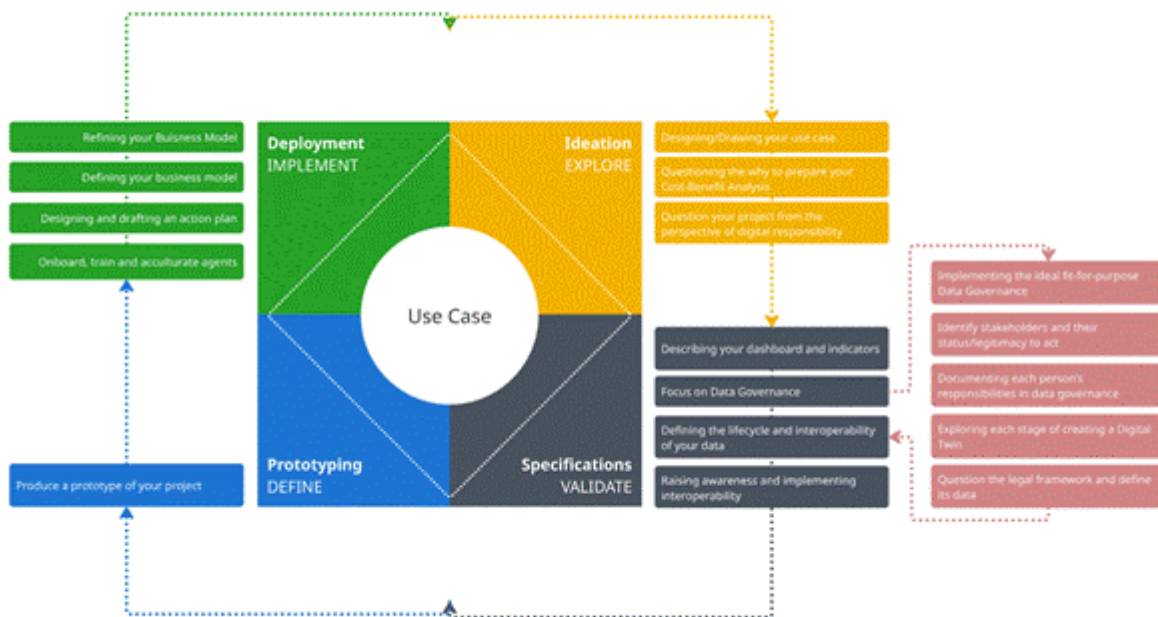 Refining your Buisness Model
Defining your business model
Designing and drafting an action plan
Onboard, train and acculturate agents
Produce a prototype of your project
Deployment
IMPLEMENT
Ideation
EXPLORE
Use Case
Prototyping
DEFINE
Specifications
VALIDATE
Designing/Drawing your use case
Questioning the why to prepare your
Cost-Benefit Analysis
Question your project from the
perspective of digital responsibility
Describing your dashboard and indicators
Focus on Data Governance
Defining the lifecycle and interoperability
of your data
Raising awareness and implementing
interoperability
Implementing the ideal fit-for-purpose
Data Governance
Identify stakeholders and their
status/legitimacy to act
Documenting each person's
responsibilities in data governance
Exploring each stage of creating a Digital
Twin
Question the legal framework and define
its data